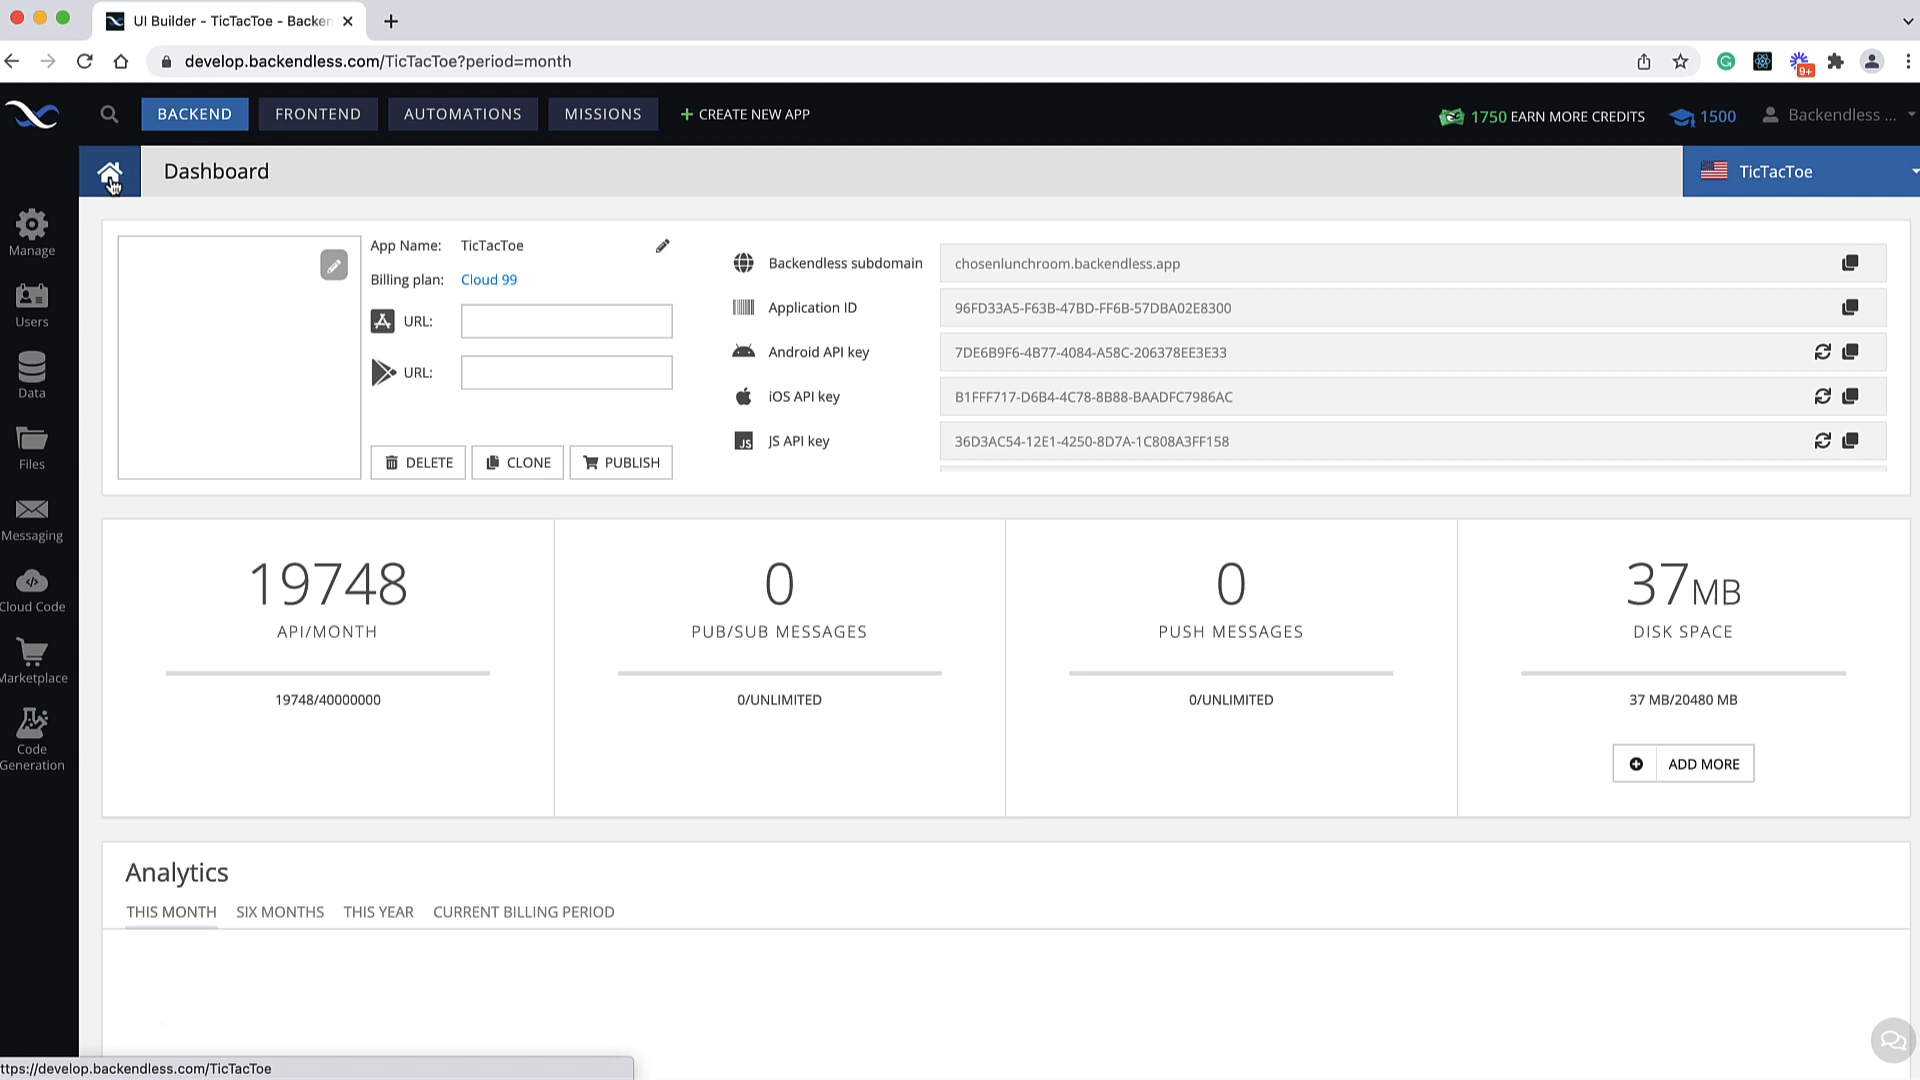 UI Builder - TicTacToe - Backen
develop.backendless.com/TicTacToe?period=month
9+
BACKEND
FRONTEND
AUTOMATIONS
MISSIONS
+ CREATE NEW APP
1750 EARN MORE CREDITS
1500
Backendless ...
Dashboard
TicTacToe
Manage
Users
Data
Files
Messaging
Cloud Code
Marketplace
Code
Generation
App Name: TicTacToe
Billing plan: Cloud 99
URL:
URL:
DELETE
CLONE
PUBLISH
Backendless subdomain chosenlunchroom.backendless.app
Application ID 96FD33A5-F63B-47BD-FF6B-57DBA02E8300
Android API key 7DE6B9F6-4B77-4084-A58C-206378EE3E33
iOS API key B1FFF717-D6B4-4C78-8B88-BAADFC7986AC
JS JS API key 36D3AC54-12E1-4250-8D7A-1C808A3FF158
19748
API/MONTH
19748/40000000
0
PUB/SUB MESSAGES
0/UNLIMITED
0
PUSH MESSAGES
0/UNLIMITED
37MB
DISK SPACE
37 MB/20480 MB
ADD MORE
Analytics
THIS MONTH SIX MONTHS THIS YEAR CURRENT BILLING PERIOD
ttps://develop.backendless.com/TicTacToe